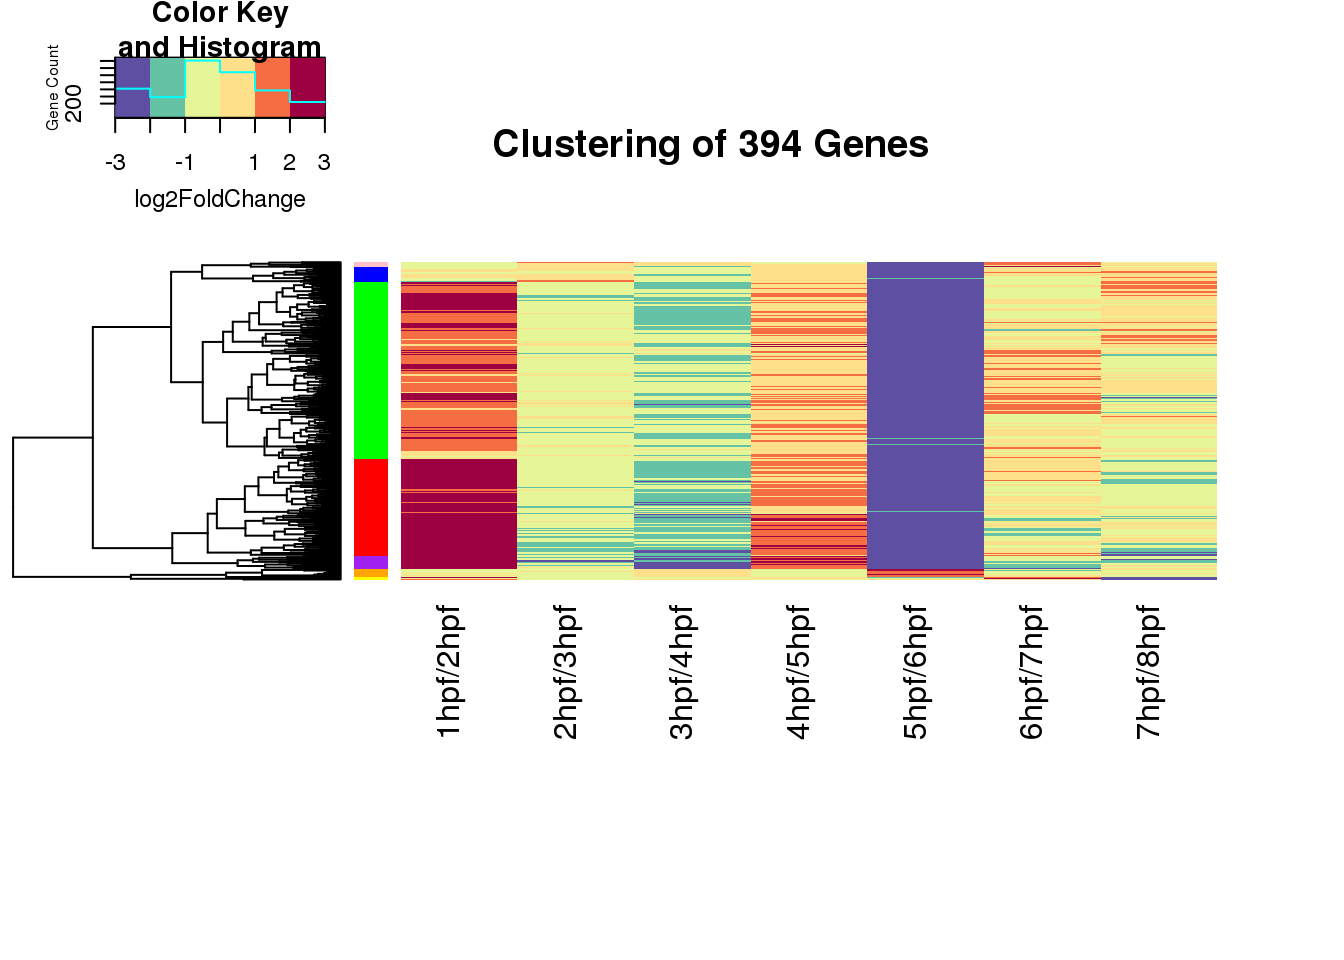 Color Key
and Histogram
Gene Count
200
-3 -1 1 2 3
log2FoldChange
Clustering of 394 Genes
1hpf/2hpf
2hpf/3hpf
3hpf/4hpf
4hpf/5hpf
5hpf/6hpf
6hpf/7hpf
7hpf/8hpf